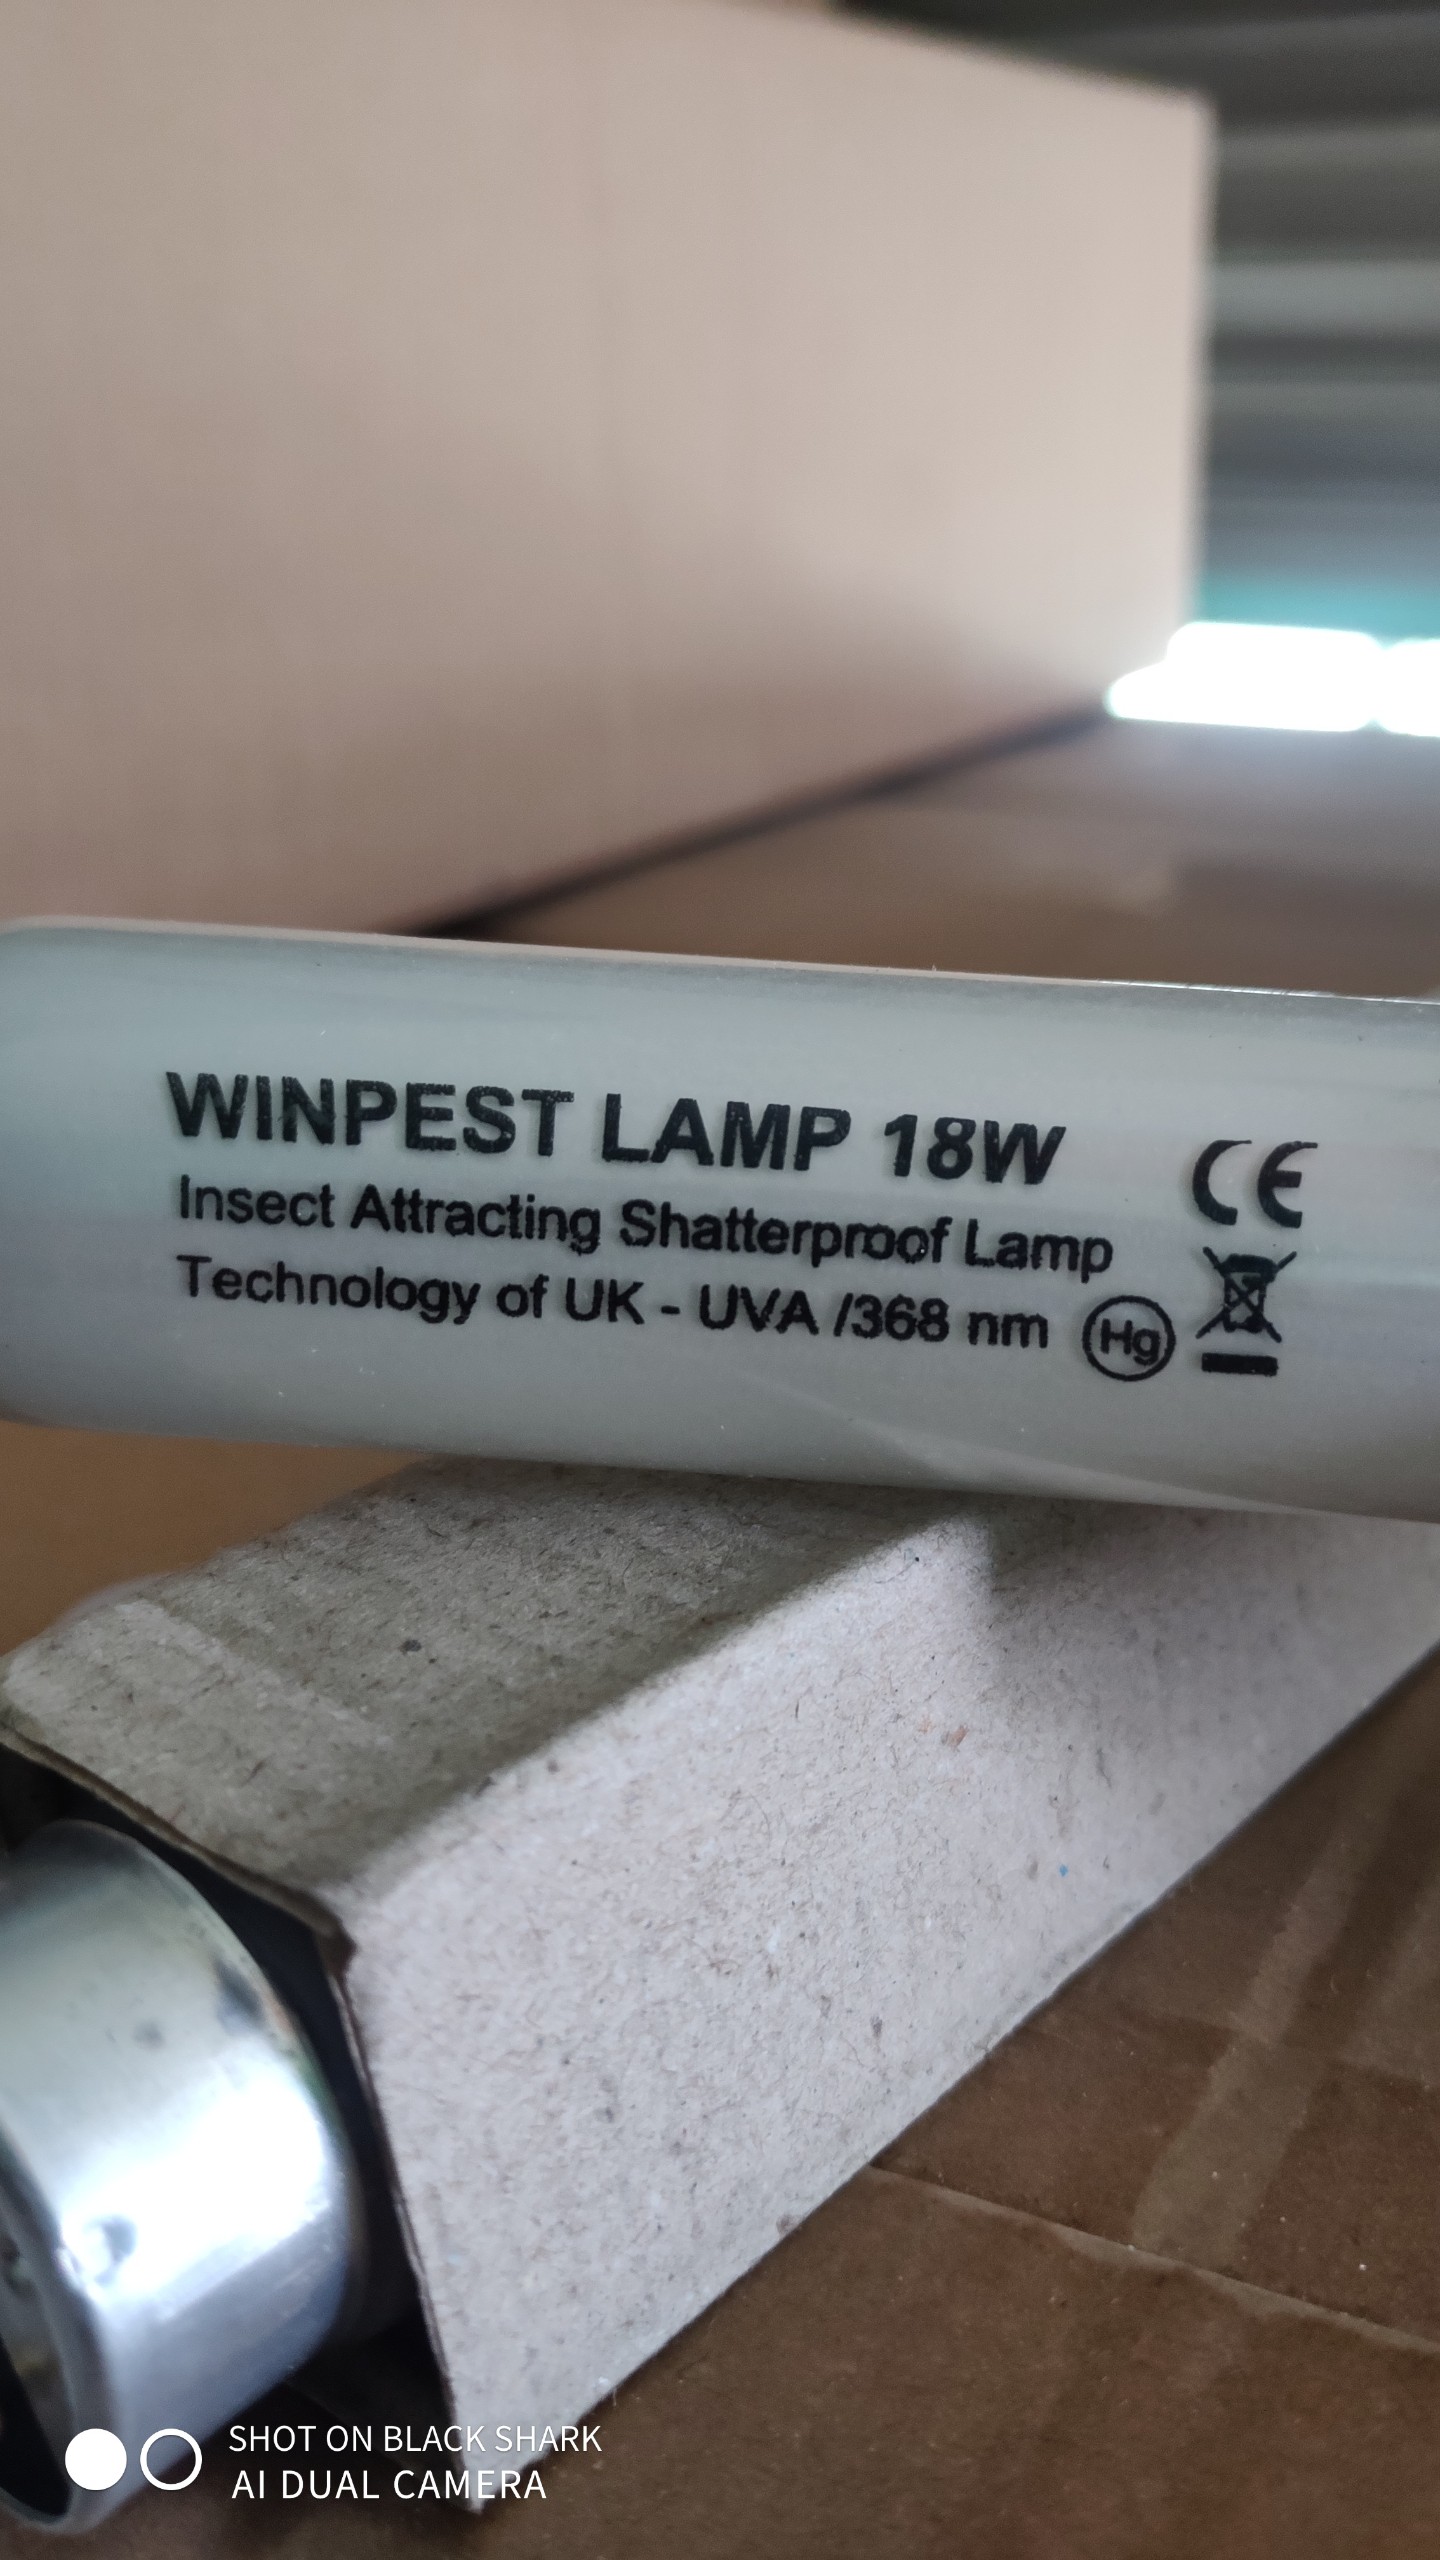 WINPEST LAMP 18W
Insect Attracting Shatterproof Lamp
Technology of UK - UVA /368 nm
Hg
CE
SHOT ON BLACK SHARK
AI DUAL CAMERA